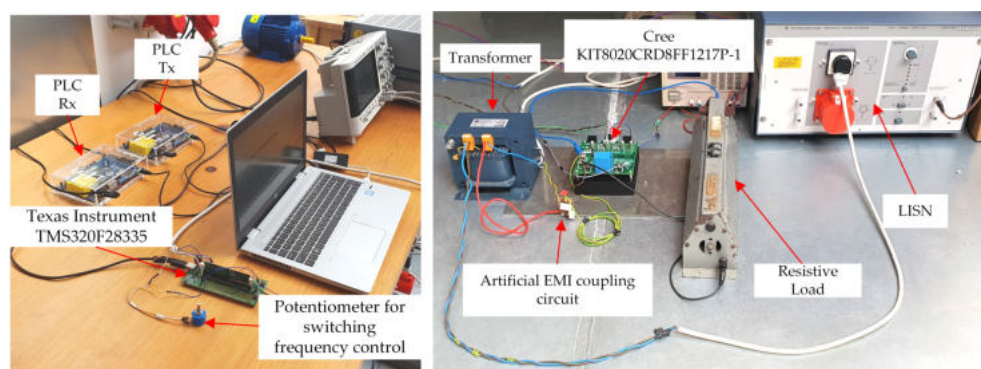 PLC
Tx
PLC
Rx
Texas Instrument
TMS320F28335
Potentiometer for
switching
frequency control
Transformer
Cree
KIT8020CRD8FF1217P-1
LISN
Artificial EMI coupling
circuit
Resistive
Load